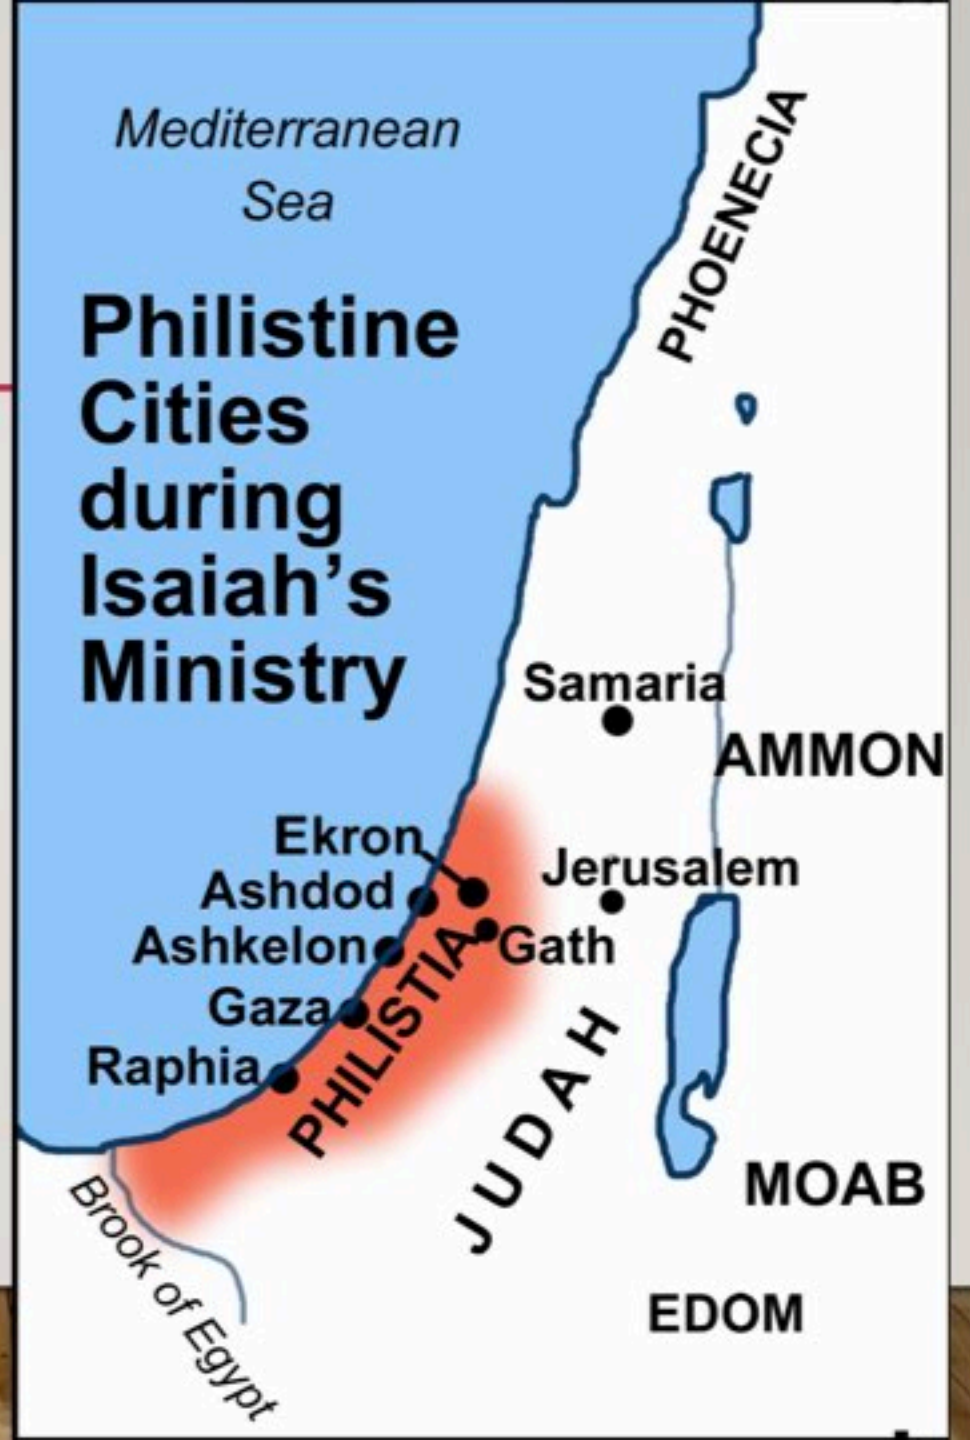 Mediterranean
Sea
PHOENECIA
Philistine
Cities
during
Isaiah’s
Ministry
Samaria
AMMON
Ekron
Jerusalem
Ashdod
Ashkelon
Gath
Gaza
PHILISTIA
Raphia
JUDAH
MOAB
Brook of Egypt
EDOM